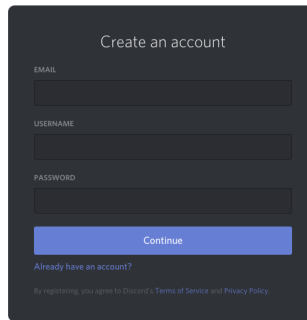 Create an account
EMAIL
USERNAME
PASSWORD
Continue
Already have an account?
By registering, you agree to Discord's Terms of Service and Privacy Policy.